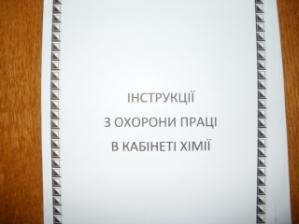 ІНСТРУКЦІЇ
З ОХОРОНИ ПРАЦІ
В КАБІНЕТІ ХІМІЇ